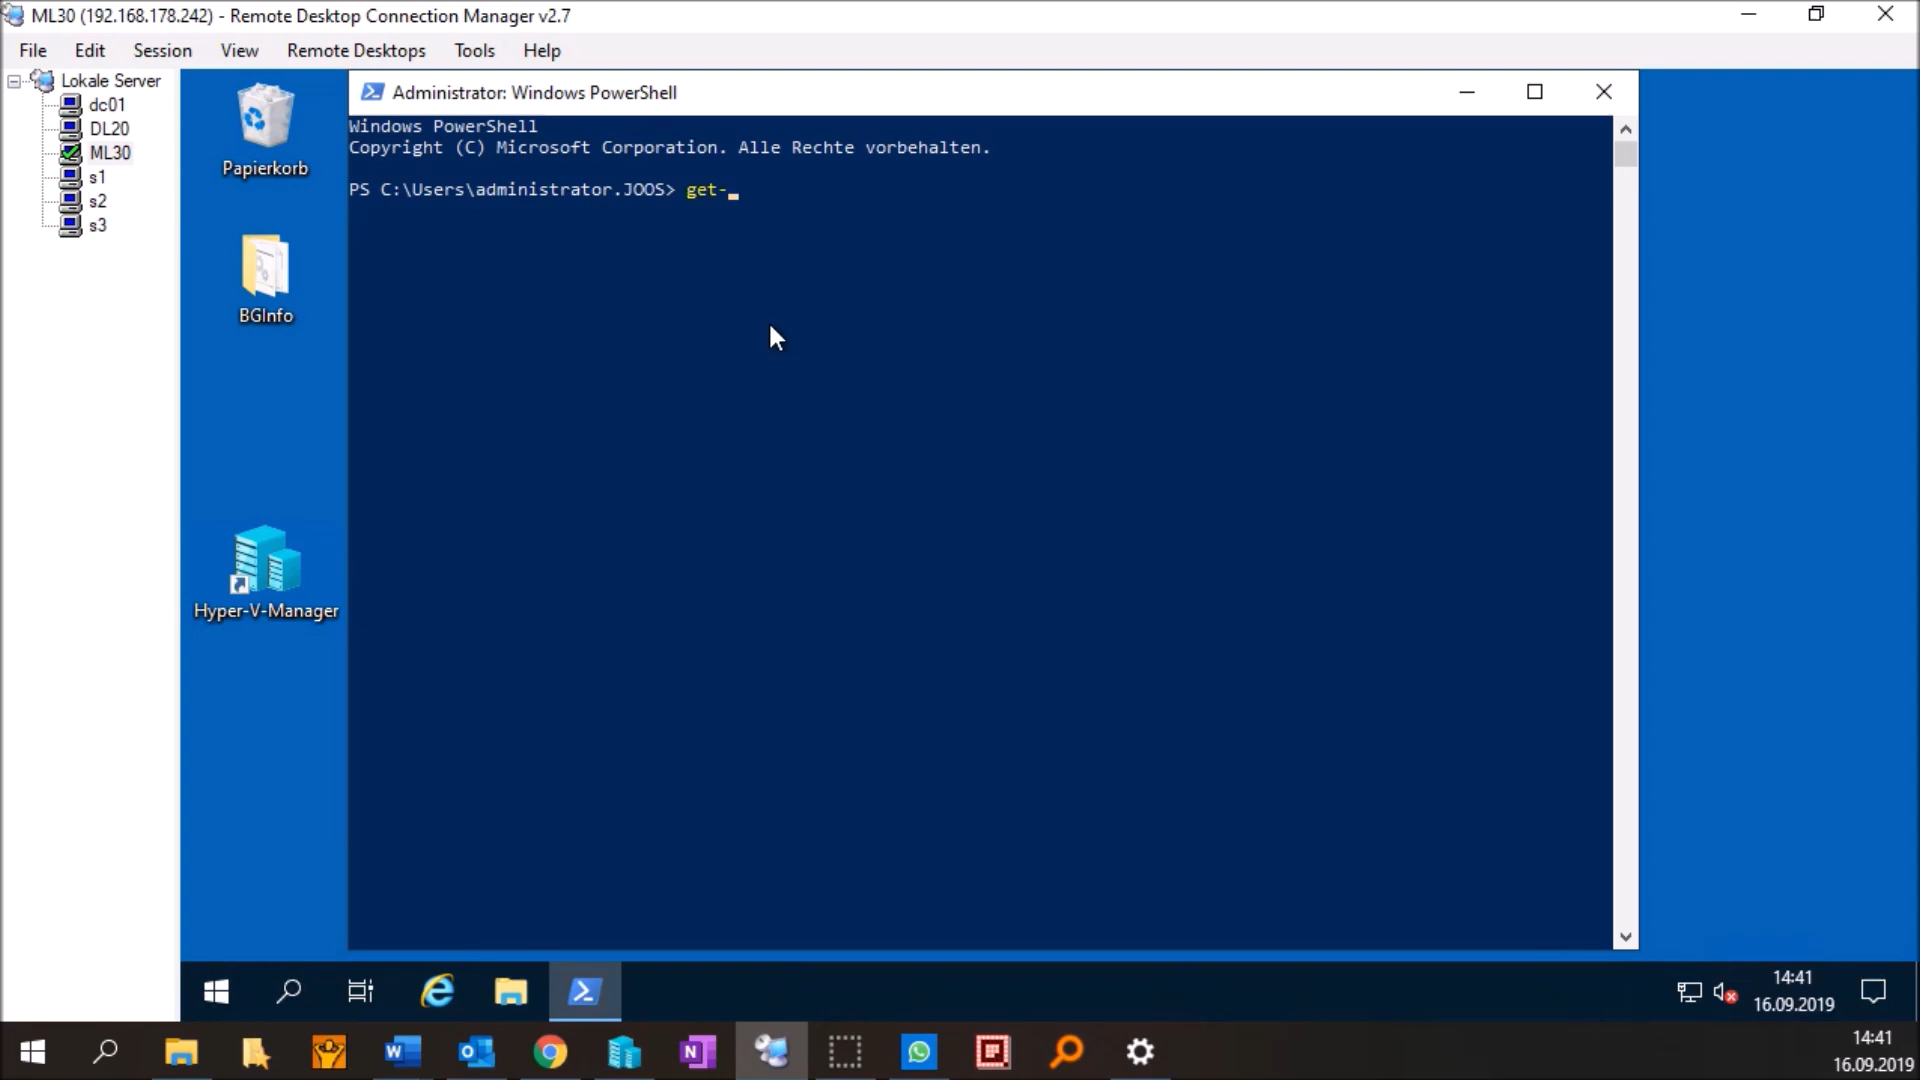 ML30 (192.168.178.242) - Remote Desktop Connection Manager v2.7
File Edit Session View Remote Desktops Tools Help
Lokale Server
dc01
DL20
ML30
s1
s2
s3
Papierkorb
BGInfo
Hyper-V-Manager
Administrator: Windows PowerShell
Windows PowerShell
Copyright (C) Microsoft Corporation. Alle Rechte vorbehalten.
PS C:\Users\administrator.JOOS> get-
14:41
16.09.2019
14:41
16.09.2019